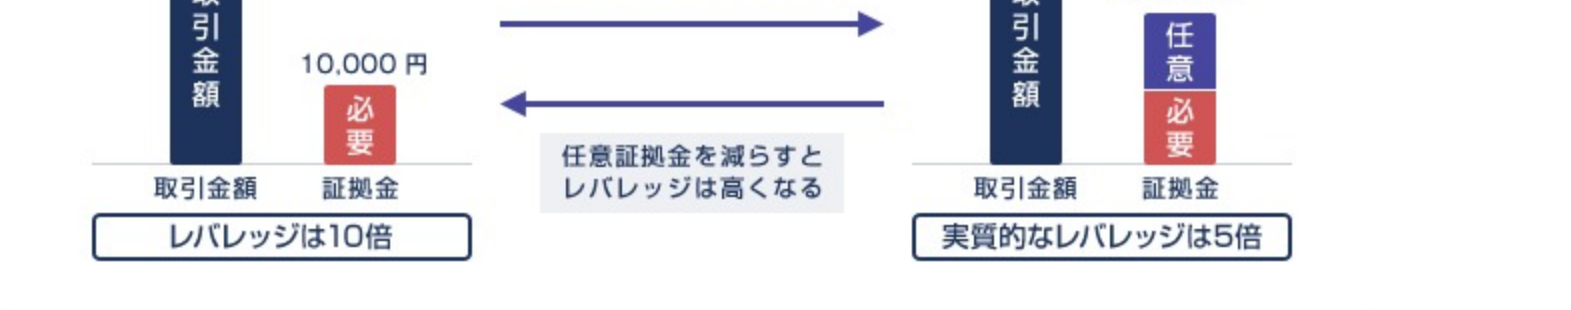 取引金額
10,000 円
必要
取引金額
証拠金
レバレッジは10倍
任意証拠金を減らすと
レバレッジは高くなる
取引金額
任意
必要
取引金額
証拠金
実質的なレバレッジは5倍